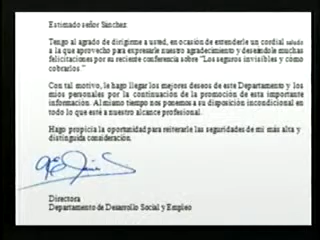 Estimado señor Sánchez:
Tengo al agrado de dirigirme a usted, en ocasión de extenderle un cordial saludo
a la que aprovecho para expresarle nuestro agradecimiento y deseándole muchas
felicitaciones por su reciente conferencia sobre "Los seguros invisibles y cómo
cobrarlos."
Con tal motivo, le hago llegar los mejores deseos de este Departamento y los
míos personales por la continuación de la promoción de esta importante
información. Al mismo tiempo nos ponemos a su disposición incondicional en
todo lo que esté a nuestro alcance profesional.
Hago propicia la oportunidad para reiterarle las seguridades de mi más alta y
distinguida consideración.
Directora
Departamento de Desarrollo Social y Empleo